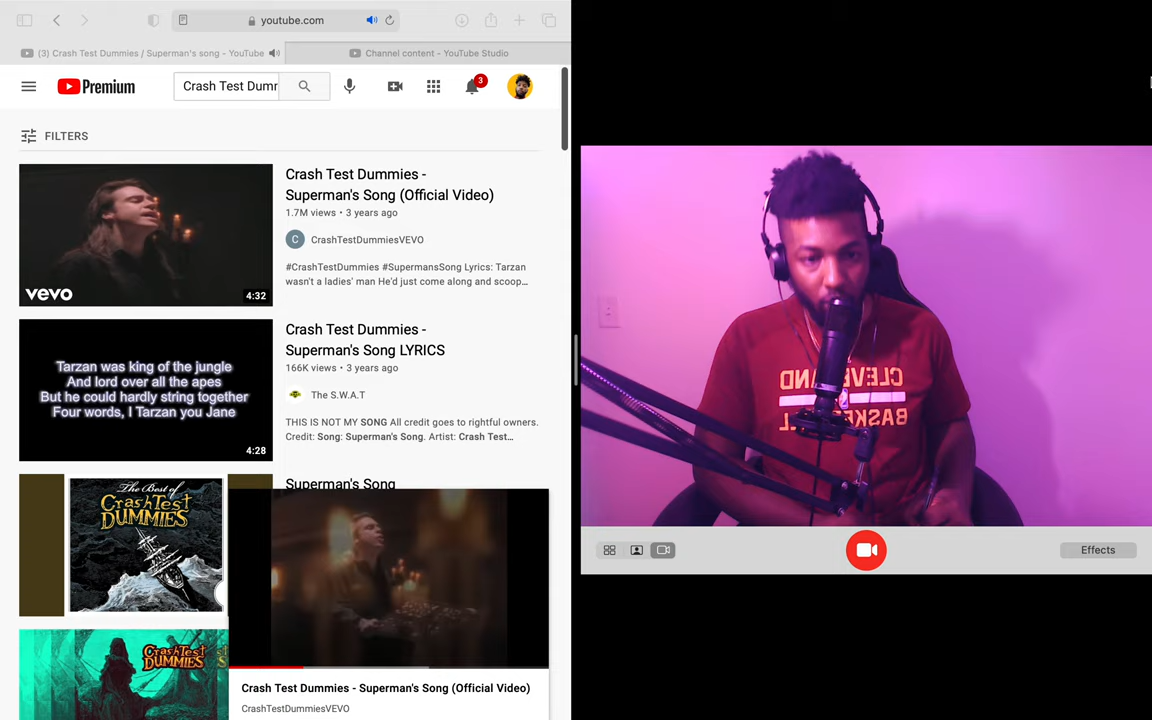 youtube.com
(3) Crash Test Dummies / Superman's song - YouTube
Channel content - YouTube Studio
Premium
Crash Test Dumr
3
FILTERS
vevo
4:32
Crash Test Dummies -
Superman's Song (Official Video)
1.7M views • 3 years ago
C
CrashTestDummiesVEVO
#CrashTestDummies #SupermansSong Lyrics: Tarzan
wasn't a ladies' man He'd just come along and scoop...
Tarzan was king of the jungle
And lord over all the apes
But he could hardly string together
Four words, I Tarzan you Jane
4:28
Crash Test Dummies -
Superman's Song LYRICS
166K views • 3 years ago
The S.W.A.T
THIS IS NOT MY SONG All credit goes to rightful owners.
Credit: Song: Superman's Song. Artist: Crash Test...
The Best of
CRASH TEST
DUMMIES
Superman's Song
CRASH TEST
DUMMIES
Crash Test Dummies - Superman's Song (Official Video)
CrashTestDummiesVEVO
CLEVELAND
BASKETBALL
Effects